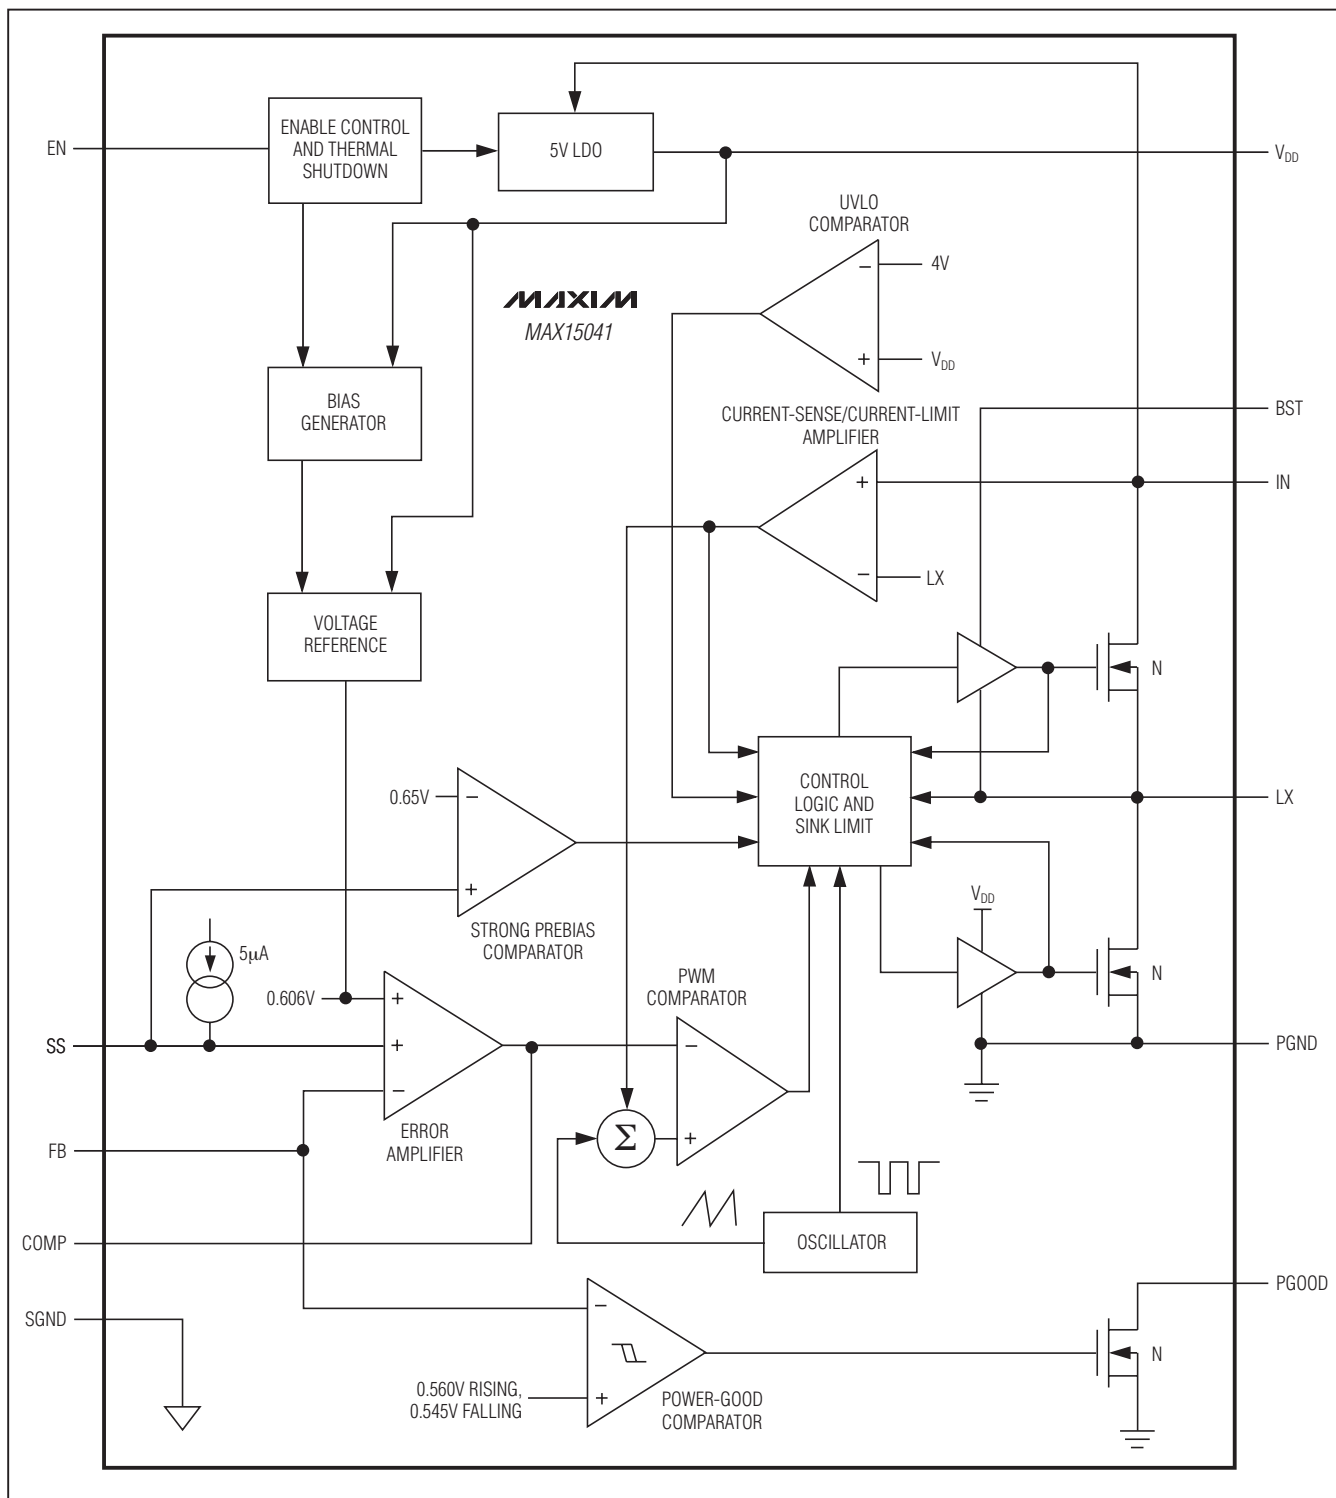 ENABLE CONTROL
AND THERMAL
SHUTDOWN
EN
5V LDO
VDD
UVLO
COMPARATOR
−
4V
+
VDD
MAXIM
MAX15041
BIAS
GENERATOR
CURRENT-SENSE/CURRENT-LIMIT
AMPLIFIER
BST
+
IN
−
LX
VOLTAGE
REFERENCE
N
0.65V
−
CONTROL
LOGIC AND
SINK LIMIT
LX
+
STRONG PREBIAS
COMPARATOR
VDD
5µA
N
PWM
COMPARATOR
0.606V
+
SS
+
−
PGND
−
ERROR
AMPLIFIER
FB
Σ
+
COMP
OSCILLATOR
PGOOD
SGND
−
N
0.560V RISING,
0.545V FALLING
+
POWER-GOOD
COMPARATOR